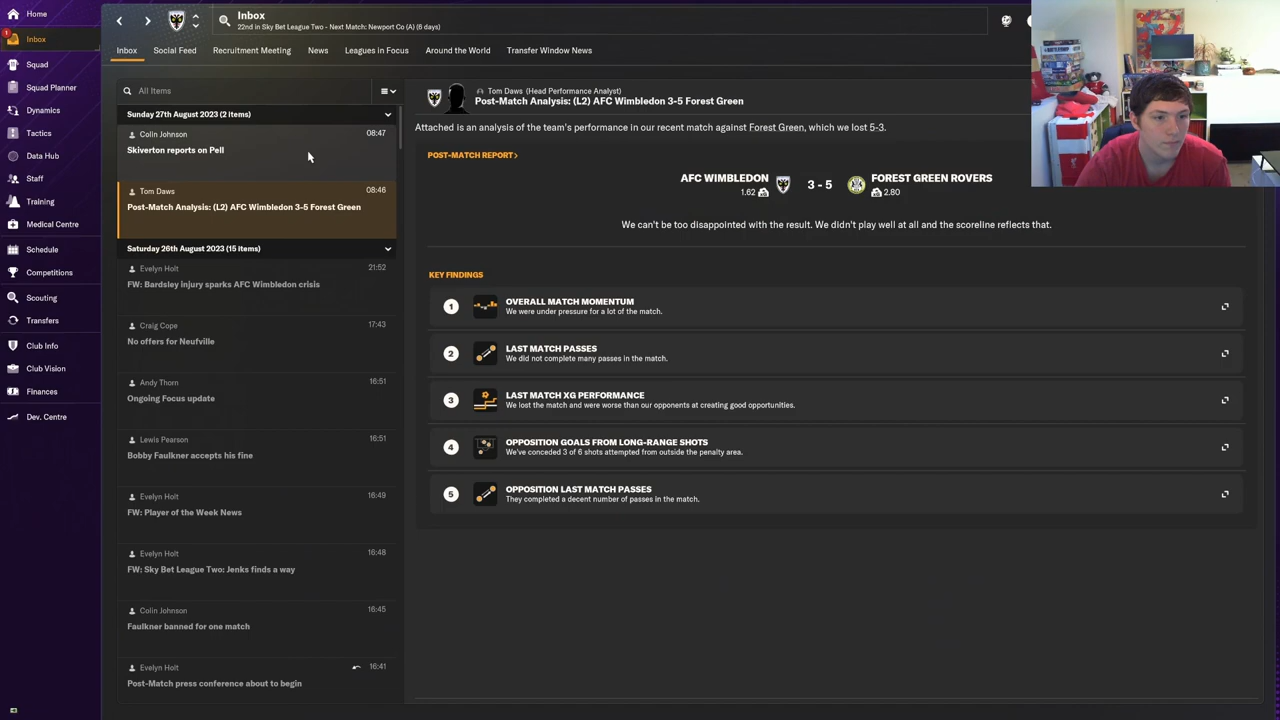 Home
Inbox
1
Squad
Squad Planner
Dynamics
Tactics
Data Hub
Staff
Training
Medical Centre
Schedule
Competitions
Scouting
Transfers
Club Info
Club Vision
Finances
Dev. Centre
Inbox
22nd in Sky Bet League Two - Next Match: Newport Co (A) (6 days)
Inbox Social Feed Recruitment Meeting News Leagues in Focus Around the World Transfer Window News
All Items
Sunday 27th August 2023 (2 items)
Colin Johnson 08:47
Skiverton reports on Pell
Tom Daws 08:46
Post-Match Analysis: (L2) AFC Wimbledon 3-5 Forest Green
Saturday 26th August 2023 (15 items)
Evelyn Holt 21:52
FW: Bardsley injury sparks AFC Wimbledon crisis
Craig Cope 17:43
No offers for Neufville
Andy Thorn 16:51
Ongoing Focus update
Lewis Pearson 16:51
Bobby Faulkner accepts his fine
Evelyn Holt 16:49
FW: Player of the Week News
Evelyn Holt 16:48
FW: Sky Bet League Two: Jenks finds a way
Colin Johnson 16:45
Faulkner banned for one match
Evelyn Holt 16:41
Post-Match press conference about to begin
Tom Daws (Head Performance Analyst)
Post-Match Analysis: (L2) AFC Wimbledon 3-5 Forest Green
Attached is an analysis of the team's performance in our recent match against Forest Green, which we lost 5-3.
POST-MATCH REPORT >
AFC WIMBLEDON 3 - 5 FOREST GREEN ROVERS
1.62 2.80
We can't be too disappointed with the result. We didn't play well at all and the scoreline reflects that.
KEY FINDINGS
1 OVERALL MATCH MOMENTUM
We were under pressure for a lot of the match.
2 LAST MATCH PASSES
We did not complete many passes in the match.
3 LAST MATCH XG PERFORMANCE
We lost the match and were worse than our opponents at creating good opportunities.
4 OPPOSITION GOALS FROM LONG-RANGE SHOTS
We've conceded 3 of 6 shots attempted from outside the penalty area.
5 OPPOSITION LAST MATCH PASSES
They completed a decent number of passes in the match.